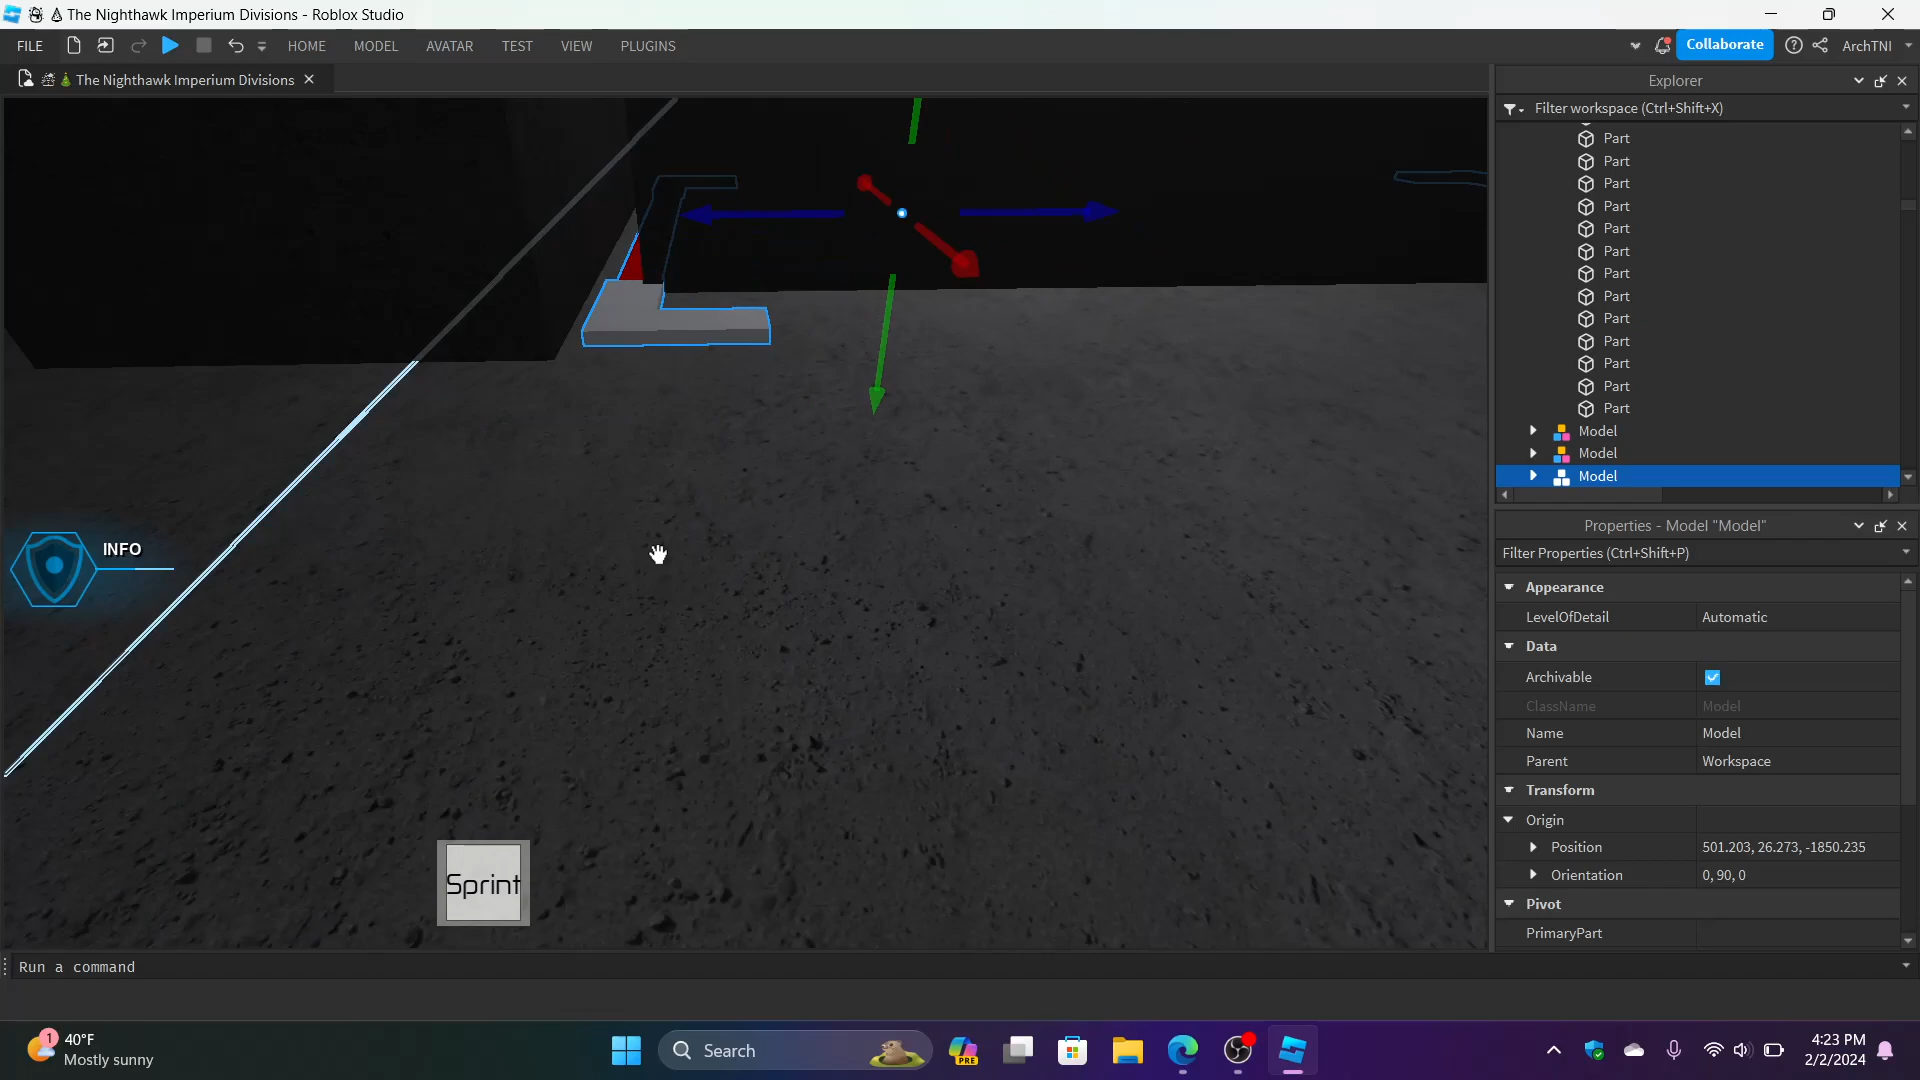 The Nighthawk Imperium Divisions - Roblox Studio
FILE HOME MODEL AVATAR TEST VIEW PLUGINS Collaborate ArchTNI
The Nighthawk Imperium Divisions
Explorer
Filter workspace (Ctrl+Shift+X)
Part
Part
Part
Part
Part
Part
Part
Part
Part
Part
Part
Part
Part
Model
Model
Model
Properties - Model "Model"
Filter Properties (Ctrl+Shift+P)
Appearance
LevelOfDetail Automatic
Data
Archivable
ClassName Model
Name Model
Parent Workspace
Transform
Origin
Position 501.203, 26.273, -1850.235
Orientation 0, 90, 0
Pivot
PrimaryPart
INFO
Sprint
Run a command
1
40°F
Mostly sunny
Search
PRE
4:23 PM
2/2/2024